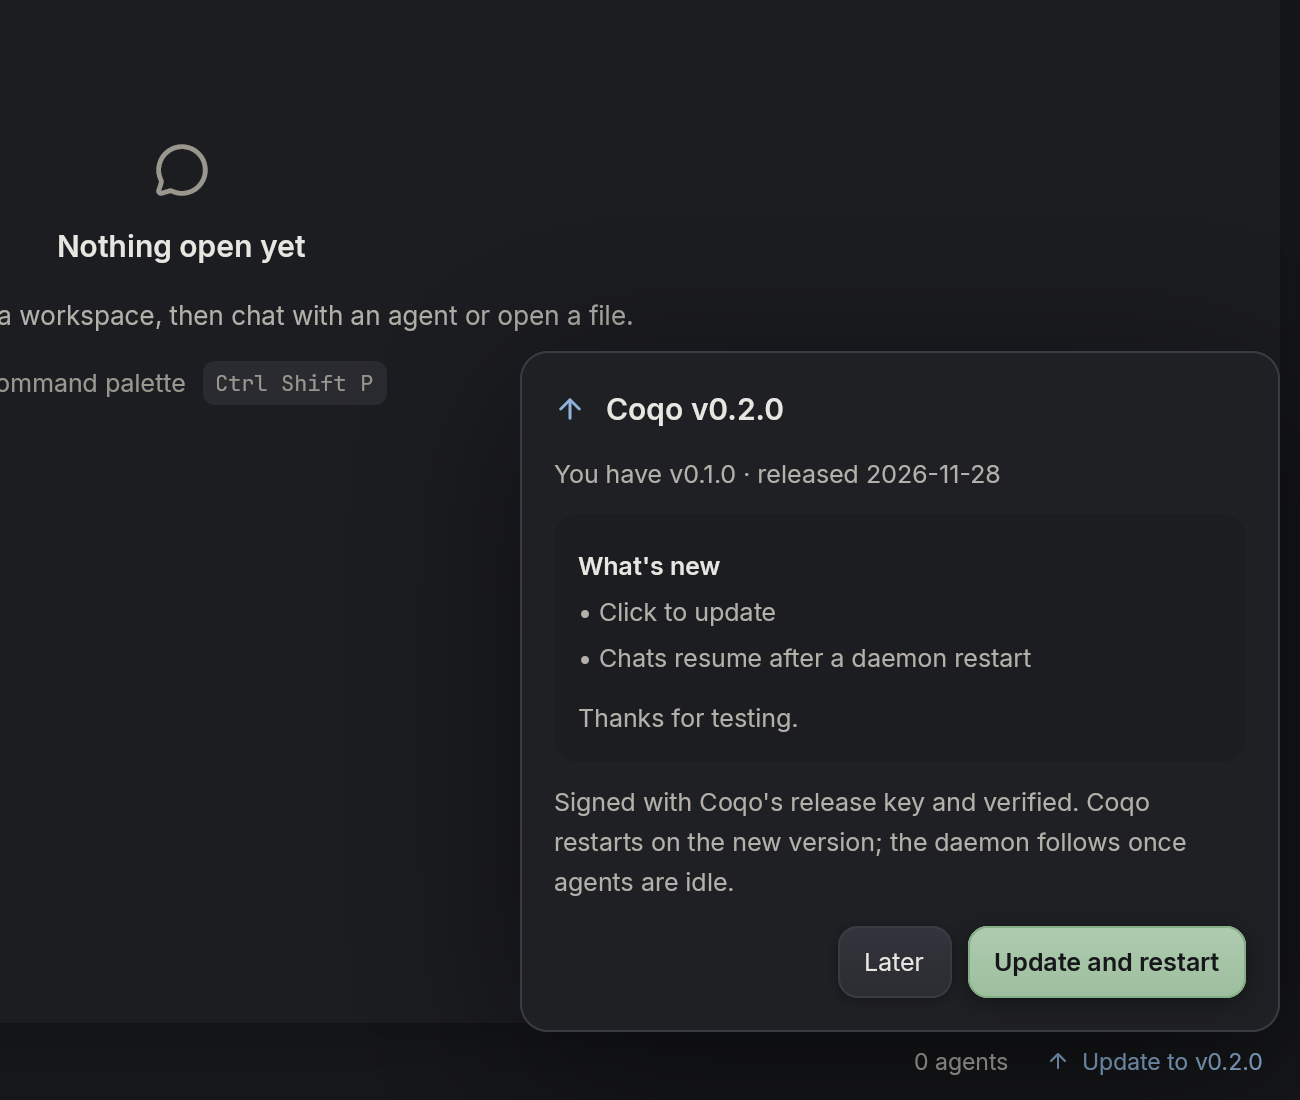 Nothing open yet
a workspace, then chat with an agent or open a file.
ommand palette Ctrl Shift P
Coqo v0.2.0
You have v0.1.0 · released 2026-11-28
What's new
• Click to update
• Chats resume after a daemon restart
Thanks for testing.
Signed with Coqo's release key and verified. Coqo
restarts on the new version; the daemon follows once
agents are idle.
Later Update and restart
0 agents Update to v0.2.0